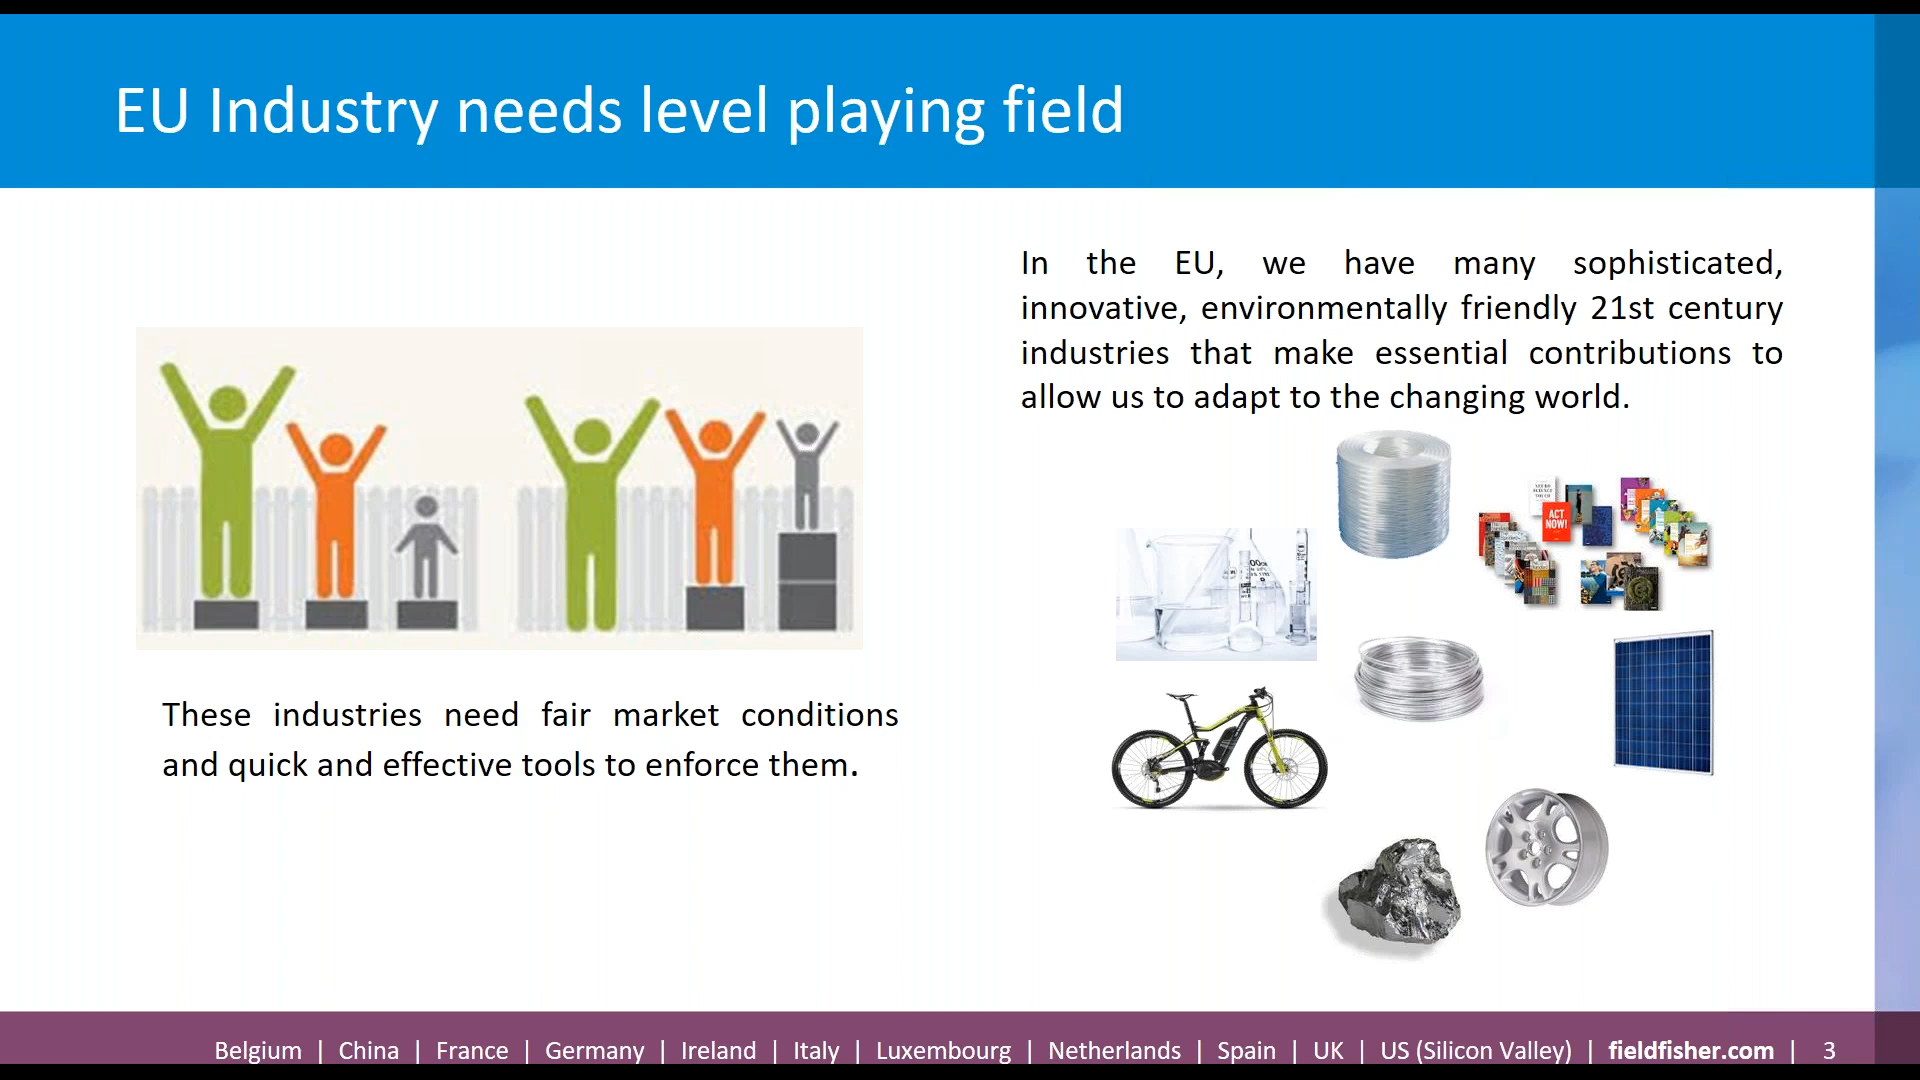 EU Industry needs level playing field
In the EU, we have many sophisticated,
innovative, environmentally friendly 21st century
industries that make essential contributions to
allow us to adapt to the changing world.
ACT
NOW!
These industries need fair market conditions
and quick and effective tools to enforce them.
Belgium | China | France | Germany | Ireland | Italy | Luxembourg | Netherlands | Spain | UK | US (Silicon Valley) | fieldfisher.com | 3